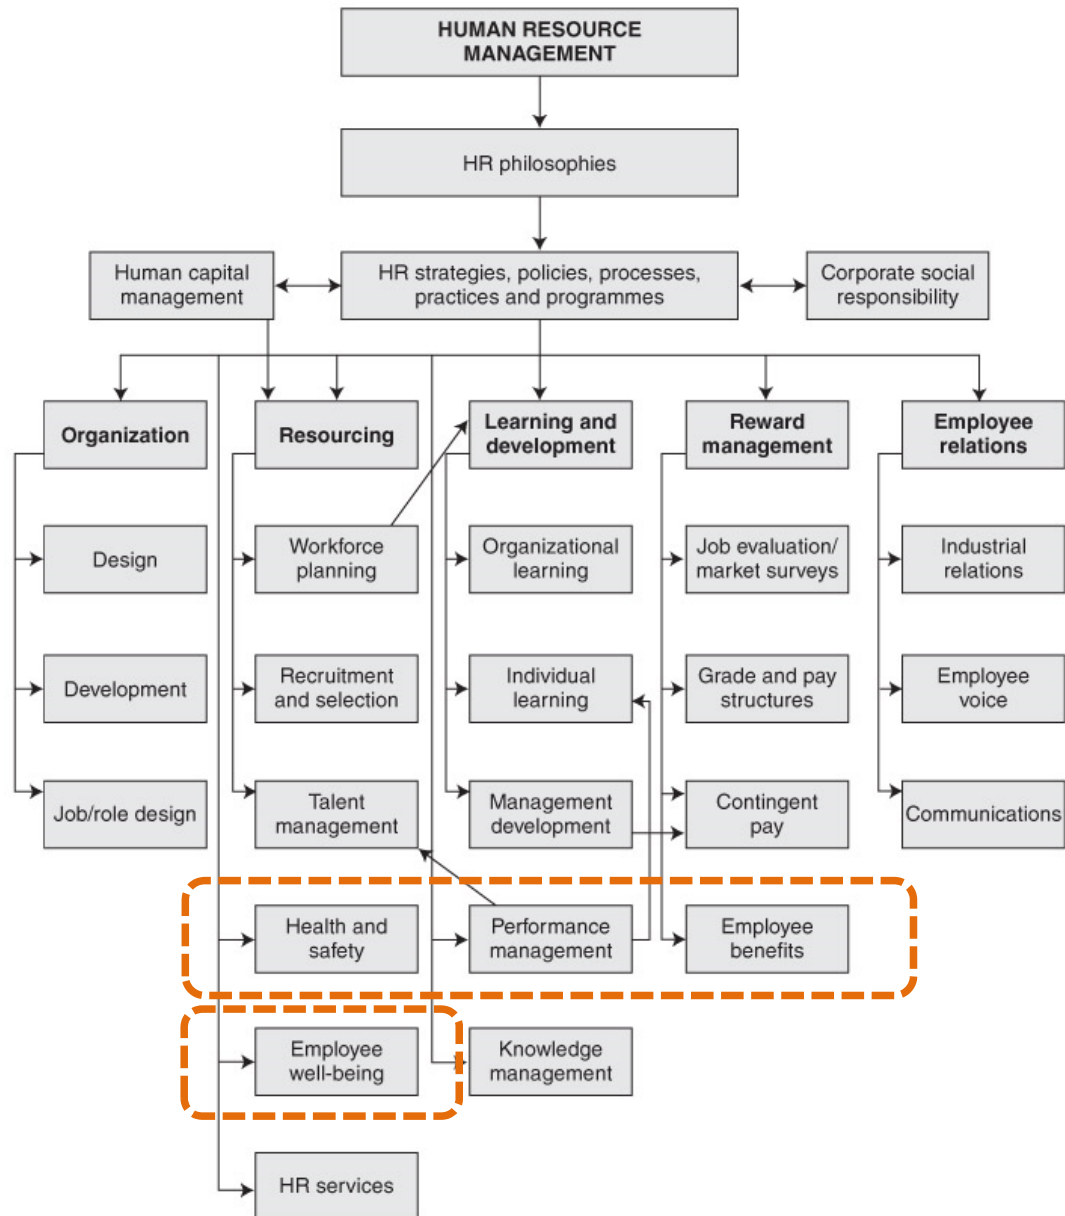 HUMAN RESOURCE
MANAGEMENT
HR philosophies
Human capital
management
HR strategies, policies, processes,
practices and programmes
Corporate social
responsibility
Organization
Resourcing
Learning and
development
Reward
management
Employee
relations
Design
Workforce
planning
Organizational
learning
Job evaluation/
market surveys
Industrial
relations
Development
Recruitment
and selection
Individual
learning
Grade and pay
structures
Employee
voice
Job/role design
Talent
management
Management
development
Contingent
pay
Communications
Health and
safety
Performance
management
Employee
benefits
Employee
well-being
Knowledge
management
HR services